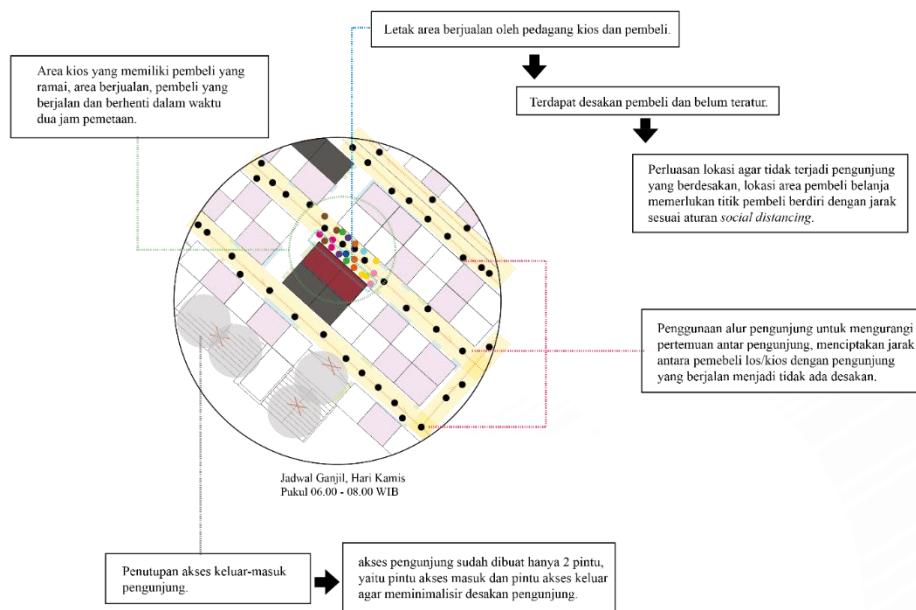 Letak area berjualan oleh pedagang kios dan pembeli.
Area kios yang memiliki pembeli yang
ramai, area berjualan, pembeli yang
berjalan dan berhenti dalam waktu
dua jam pemetaan.
Terdapat desakan pembeli dan belum teratur.
Perluasan lokasi agar tidak terjadi pengunjung
yang berdesakan, lokasi area pembeli belanja
memerlukan titik pembeli berdiri dengan jarak
sesuai aturan social distancing.
Penggunaan alur pengunjung untuk mengurangi
pertemuan antar pengunjung, menciptakan jarak
antara pemebeli los/kios dengan pengunjung
yang berjalan menjadi tidak ada desakan.
Jadwal Ganjil, Hari Kamis
Pukul 06.00 - 08.00 WIB
Penutupan akses keluar-masuk
pengunjung.
akses pengunjung sudah dibuat hanya 2 pintu,
yaitu pintu akses masuk dan pintu akses keluar
agar meminimalisir desakan pengunjung.